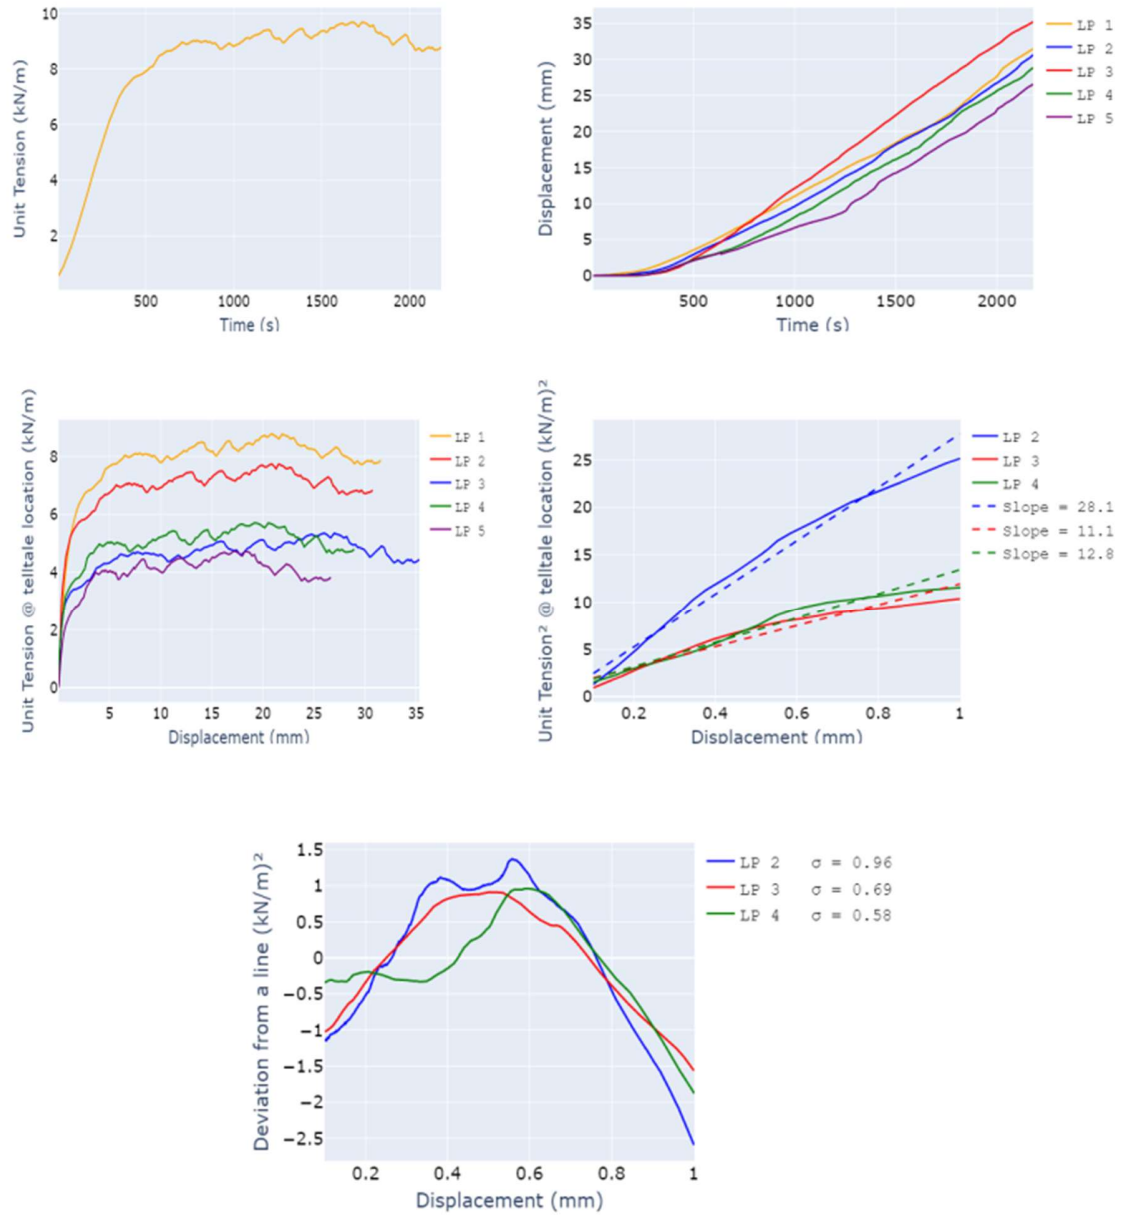 Unit Tension (kN/m)
10
8
6
4
2
500
1000
1500
2000
Time (s)
Displacement (mm)
35
30
25
20
15
10
5
0
500
1000
1500
2000
Time (s)
LP 1
LP 2
LP 3
LP 4
LP 5
Unit Tension @ telltale location (kN/m)
8
6
4
2
0
5
10
15
20
25
30
35
Displacement (mm)
LP 1
LP 2
LP 3
LP 4
LP 5
Unit Tension² @ telltale location (kN/m)²
25
20
15
10
5
0
0.2
0.4
0.6
0.8
1
Displacement (mm)
LP 2
LP 3
LP 4
Slope = 28.1
Slope = 11.1
Slope = 12.8
Deviation from a line (kN/m)²
1.5
1
0.5
0
−0.5
−1
−1.5
−2
−2.5
0.2
0.4
0.6
0.8
1
Displacement (mm)
LP 2 σ = 0.96
LP 3 σ = 0.69
LP 4 σ = 0.58